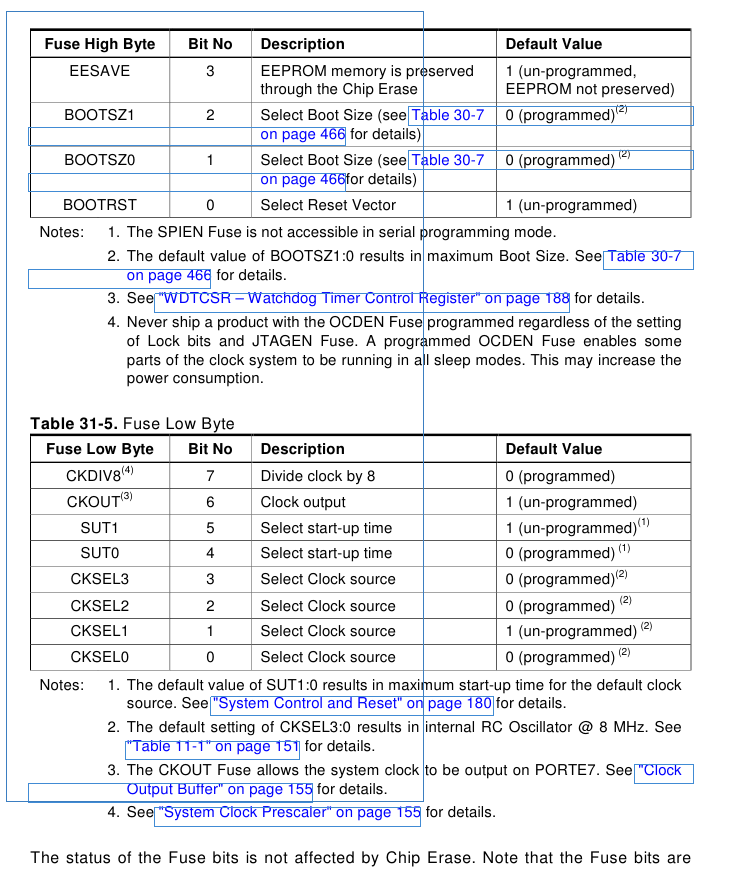 Fuse High Byte Bit No Description Default Value
EESAVE 3 EEPROM memory is preserved 1 (un-programmed,
through the Chip Erase EEPROM not preserved)
BOOTSZ1 2 Select Boot Size (see Table 30-7 0 (programmed)(2)
on page 466 for details)
BOOTSZ0 1 Select Boot Size (see Table 30-7 0 (programmed) (2)
on page 466for details)
BOOTRST 0 Select Reset Vector 1 (un-programmed)
Notes: 1. The SPIEN Fuse is not accessible in serial programming mode.
2. The default value of BOOTSZ1:0 results in maximum Boot Size. See Table 30-7
on page 466 for details.
3. See "WDTCSR – Watchdog Timer Control Register" on page 188 for details.
4. Never ship a product with the OCDEN Fuse programmed regardless of the setting
of Lock bits and JTAGEN Fuse. A programmed OCDEN Fuse enables some
parts of the clock system to be running in all sleep modes. This may increase the
power consumption.
Table 31-5. Fuse Low Byte
Fuse Low Byte Bit No Description Default Value
CKDIV8(4) 7 Divide clock by 8 0 (programmed)
CKOUT(3) 6 Clock output 1 (un-programmed)
SUT1 5 Select start-up time 1 (un-programmed)(1)
SUT0 4 Select start-up time 0 (programmed) (1)
CKSEL3 3 Select Clock source 0 (programmed)(2)
CKSEL2 2 Select Clock source 0 (programmed) (2)
CKSEL1 1 Select Clock source 1 (un-programmed) (2)
CKSEL0 0 Select Clock source 0 (programmed) (2)
Notes: 1. The default value of SUT1:0 results in maximum start-up time for the default clock
source. See "System Control and Reset" on page 180 for details.
2. The default setting of CKSEL3:0 results in internal RC Oscillator @ 8 MHz. See
"Table 11-1" on page 151 for details.
3. The CKOUT Fuse allows the system clock to be output on PORTE7. See "Clock
Output Buffer" on page 155 for details.
4. See "System Clock Prescaler" on page 155 for details.
The status of the Fuse bits is not affected by Chip Erase. Note that the Fuse bits are